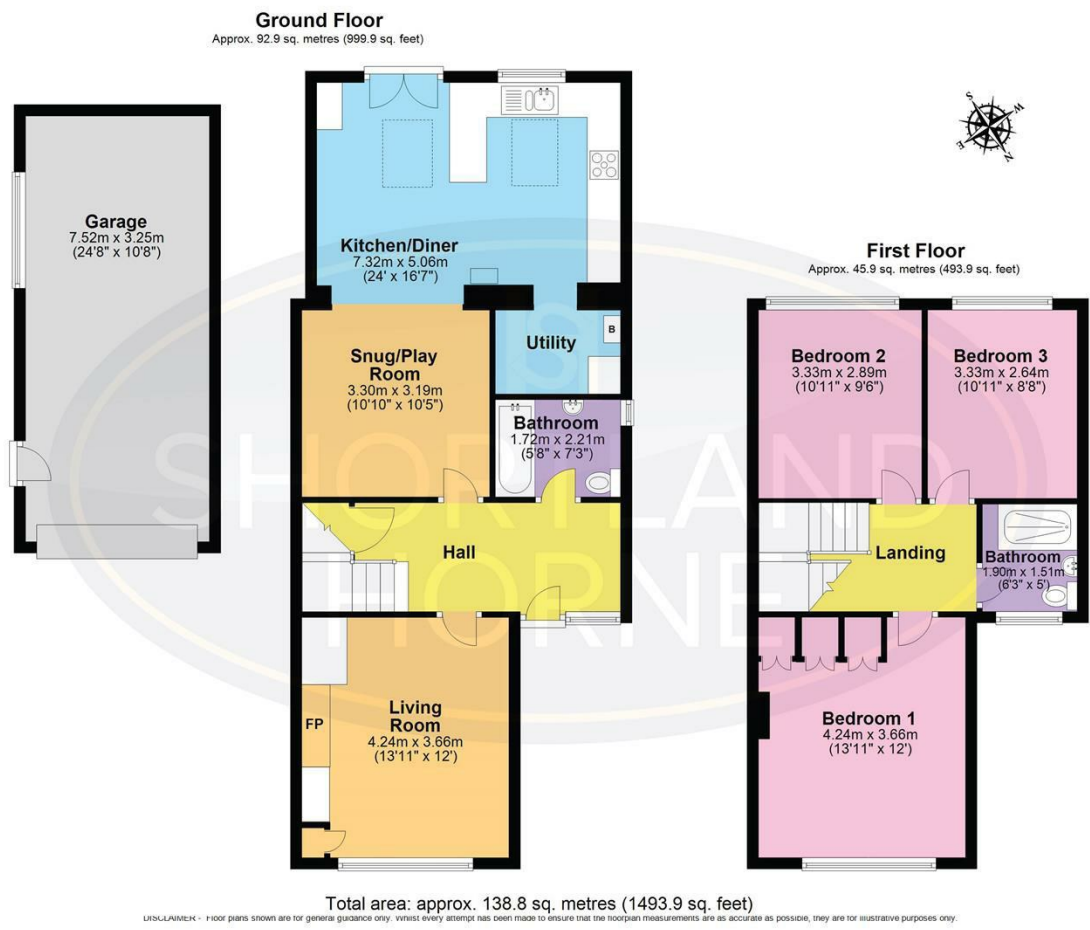 Ground Floor
Approx. 92.9 sq. metres (999.9 sq. feet)
S
W
E
N
Garage
7.52m x 3.25m
(24'8" x 10'8")
Kitchen/Diner
7.32m x 5.06m
(24' x 16'7")
First Floor
Approx. 45.9 sq. metres (493.9 sq. feet)
Snug/Play
Room
3.30m x 3.19m
(10'10" x 10'5")
Utility
B
Bedroom 2
3.33m x 2.89m
(10'11" x 9'6")
Bedroom 3
3.33m x 2.64m
(10'11" x 8'8")
Bathroom
1.72m x 2.21m
(5'8" x 7'3")
SHORTLAND
HORNE
Hall
Landing
Bathroom
1.90m x 1.51m
(6'3" x 5')
FP
Living
Room
4.24m x 3.66m
(13'11" x 12')
Bedroom 1
4.24m x 3.66m
(13'11" x 12')
Total area: approx. 138.8 sq. metres (1493.9 sq. feet)
DISCLAIMER - Floor plans shown are for general guidance only. Whilst every attempt has been made to ensure that the floorplan measurements are as accurate as possible, they are for illustrative purposes only.